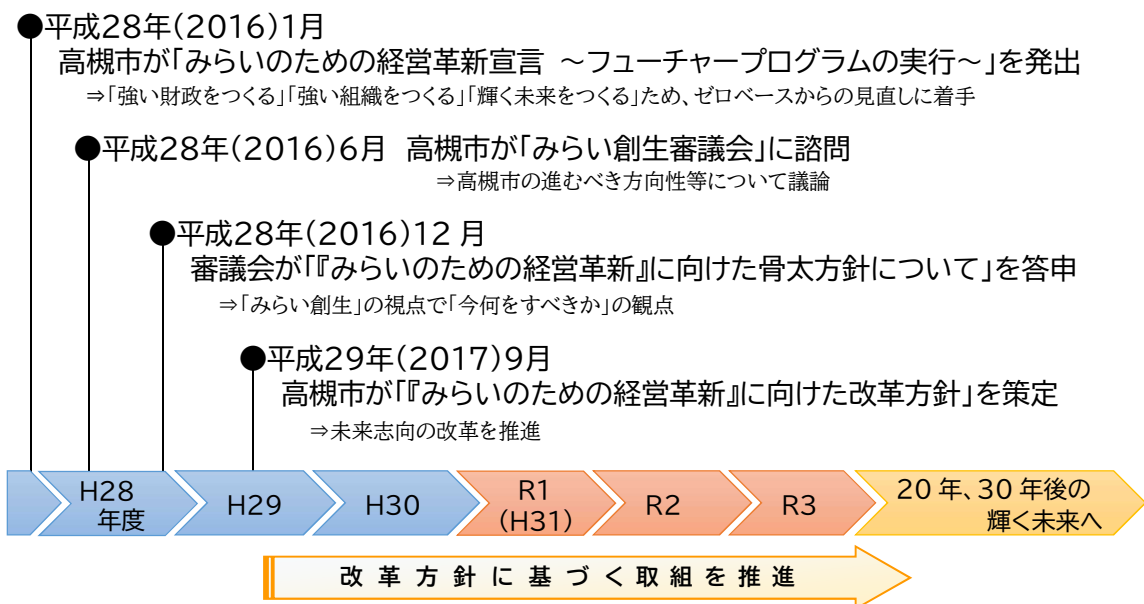 ●平成28年(2016)1月
高槻市が「みらいのための経営革新宣言 ～フューチャープログラムの実行～」を発出
⇒「強い財政をつくる」「強い組織をつくる」「輝く未来をつくる」ため、ゼロベースからの見直しに着手
●平成28年(2016)6月 高槻市が「みらい創生審議会」に諮問
⇒高槻市の進むべき方向性等について議論
●平成28年(2016)12月
審議会が「『みらいのための経営革新』に向けた骨太方針について」を答申
⇒「みらい創生」の視点で「今何をすべきか」の観点
●平成29年(2017)9月
高槻市が「『みらいのための経営革新』に向けた改革方針」を策定
⇒未来志向の改革を推進
H28
年度
H29
H30
R1
(H31)
R2
R3
20年、30年後の
輝く未来へ
改革方針に基づく取組を推進